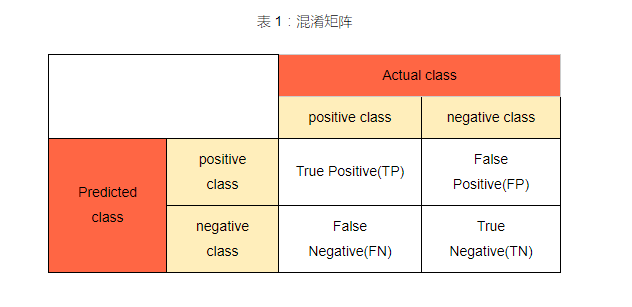 表 1：混淆矩阵
Actual class
positive class negative class
Predicted
class
positive
class
True Positive(TP)
False
Positive(FP)
negative
class
False
Negative(FN)
True
Negative(TN)